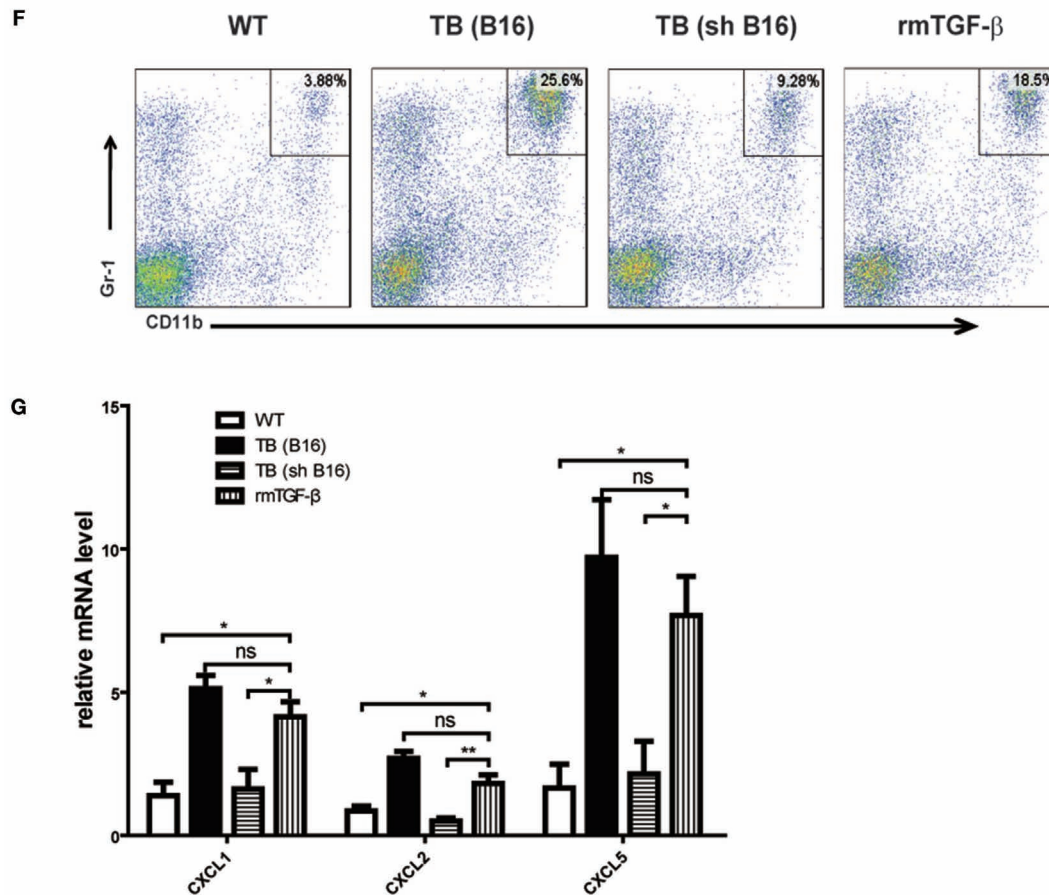 F
WT TB (B16) TB (sh B16) rmTGF-β
3.88% 25.6% 9.28% 18.5%
Gr-1
CD11b
G
15
10
5
0
relative mRNA level
WT
TB (B16)
TB (sh B16)
rmTGF-β
*
ns
*
*
ns
**
*
ns
*
CXCL1 CXCL2 CXCL5